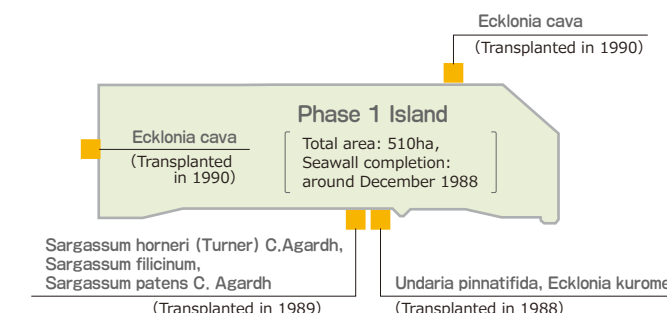 Ecklonia cava
(Transplanted in 1990)
Phase 1 Island
Total area: 510ha,
Seawall completion:
around December 1988
Ecklonia cava
(Transplanted
in 1990)
Sargassum horneri (Turner) C.Agardh,
Sargassum filicinum,
Sargassum patens C. Agardh
(Transplanted in 1989)
Undaria pinnatifida, Ecklonia kurome
(Transplanted in 1988)